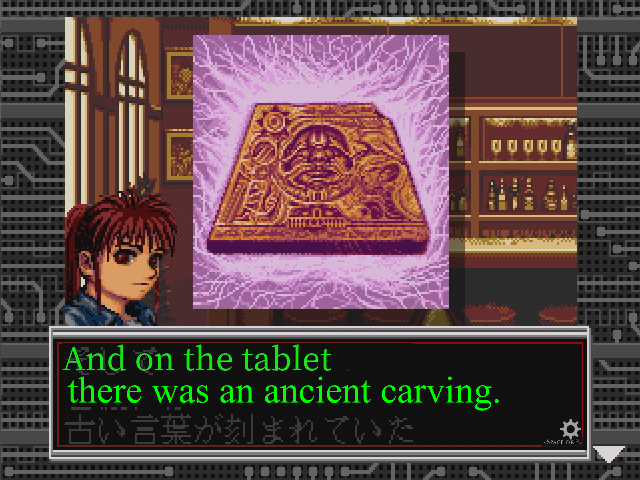 And on the tablet
there was an ancient carving.
古い言葉が刻まれていた